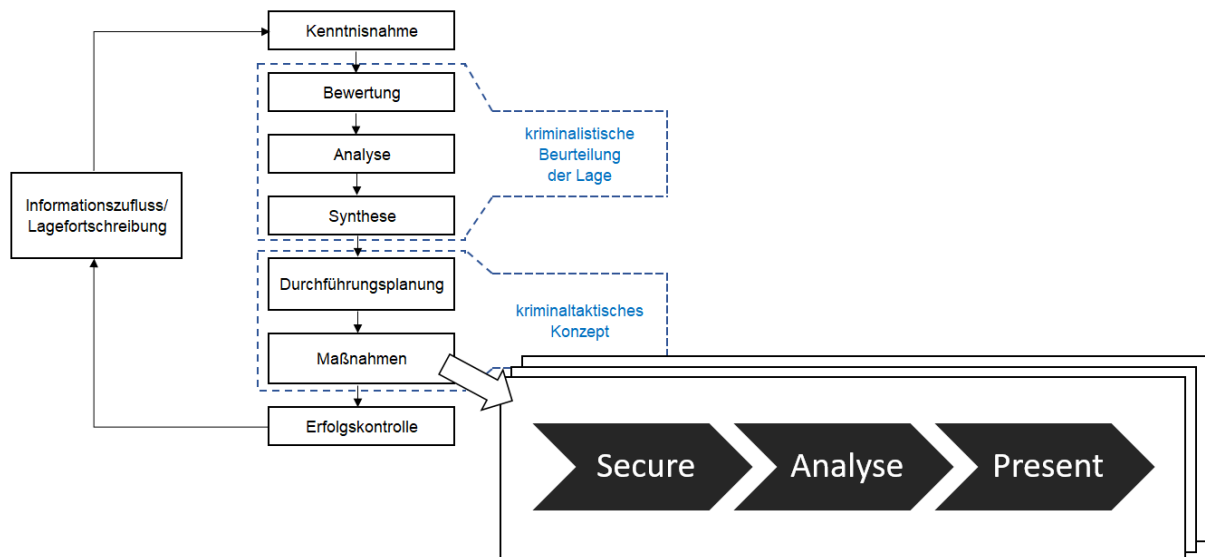 Kenntnisnahme
Bewertung
Analyse
Synthese
kriminalistische
Beurteilung
der Lage
Informationszufluss/
Lagefortschreibung
Durchführungsplanung
Maßnahmen
kriminaltaktisches
Konzept
Erfolgskontrolle
Secure
Analyse
Present